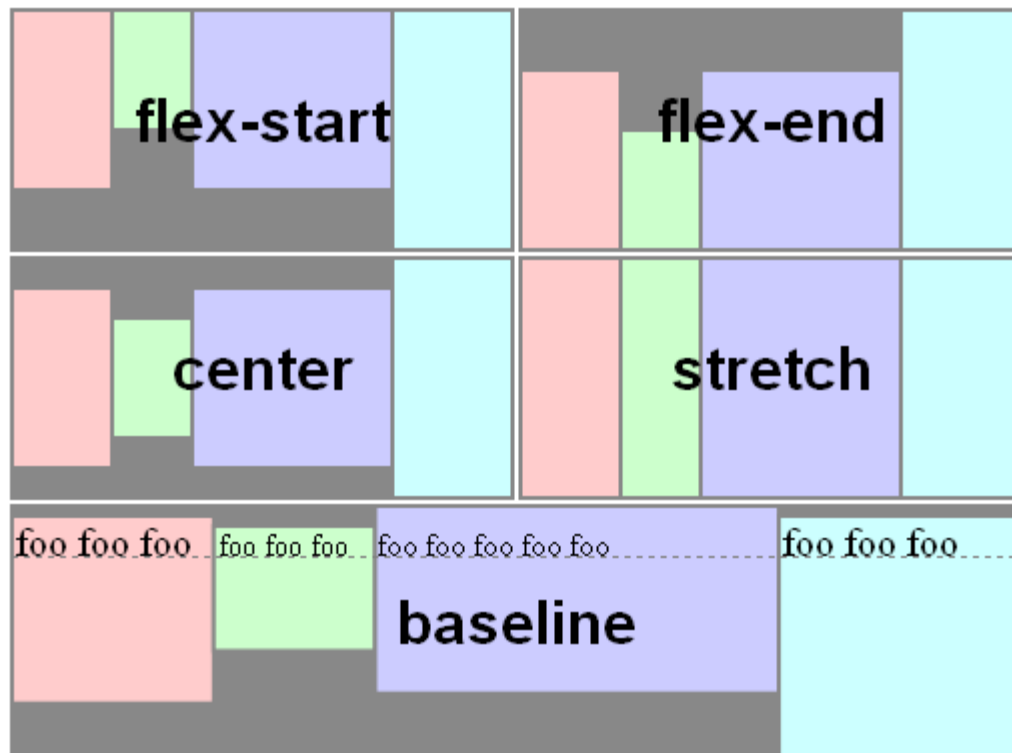 flex-start
flex-end
center
stretch
foo foo foo
foo foo foo
foo foo foo foo foo
foo foo foo
baseline